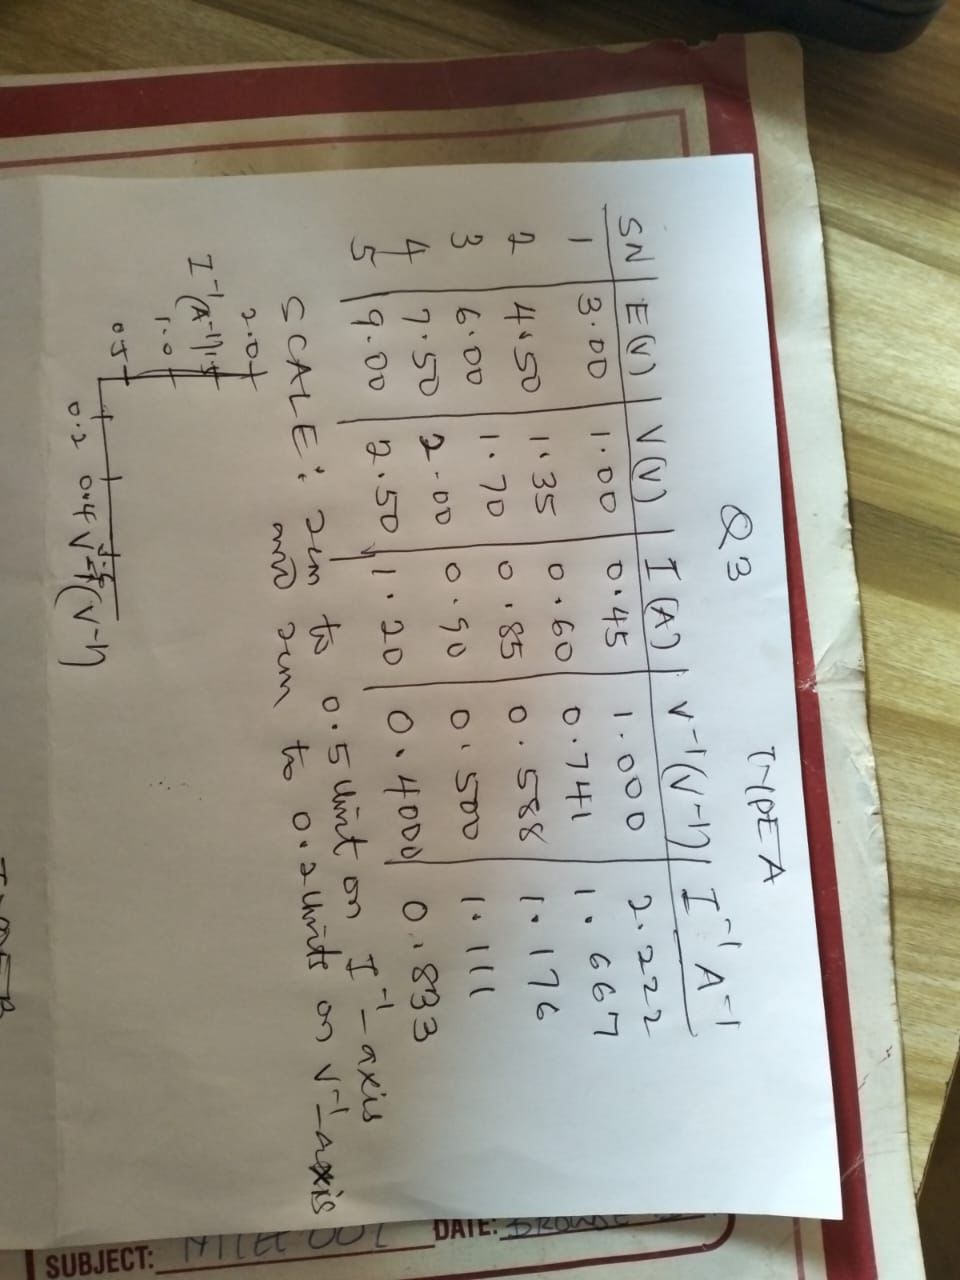 Q3 TYPE A
SN E(V) V(V) I(A) V⁻¹(V⁻¹) I⁻¹ A⁻¹
1 3.00 1.00 0.45 1.000 2.222
2 4.50 1.35 0.60 0.741 1.667
3 6.00 1.70 0.85 0.588 1.176
4 7.50 2.00 0.90 0.500 1.111
5 9.00 2.50 1.20 0.4000 0.833
SCALE: 2cm to 0.5 Unit on I⁻¹-axis
and 2cm to 0.2 Units on V⁻¹-axis
2.0
I⁻¹(A⁻¹)
1.0
0.5
0.2 0.4 V⁻¹(V⁻¹)
SUBJECT: DATE: